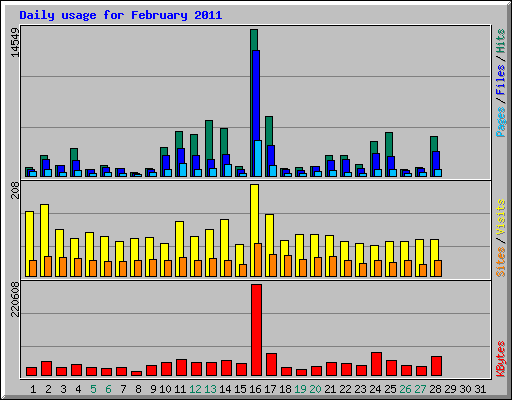 Daily usage for February 2011
14549
Pages / Files / Hits
208
Sites / Visits
220608
KBytes
1 2 3 4 5 6 7 8 9 10 11 12 13 14 15 16 17 18 19 20 21 22 23 24 25 26 27 28 29 30 31